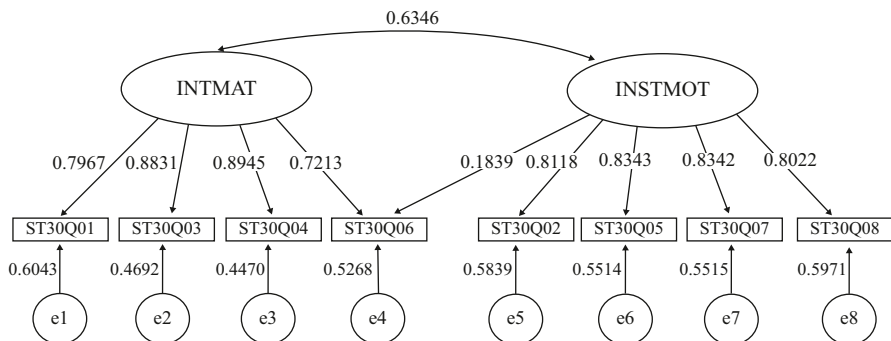 0.6346
INTMAT INSTMOT
0.7967 0.8831 0.8945 0.7213 0.1839 0.8118 0.8343 0.8342 0.8022
ST30Q01 ST30Q03 ST30Q04 ST30Q06 ST30Q02 ST30Q05 ST30Q07 ST30Q08
0.6043 0.4692 0.4470 0.5268 0.5839 0.5514 0.5515 0.5971
e1 e2 e3 e4 e5 e6 e7 e8